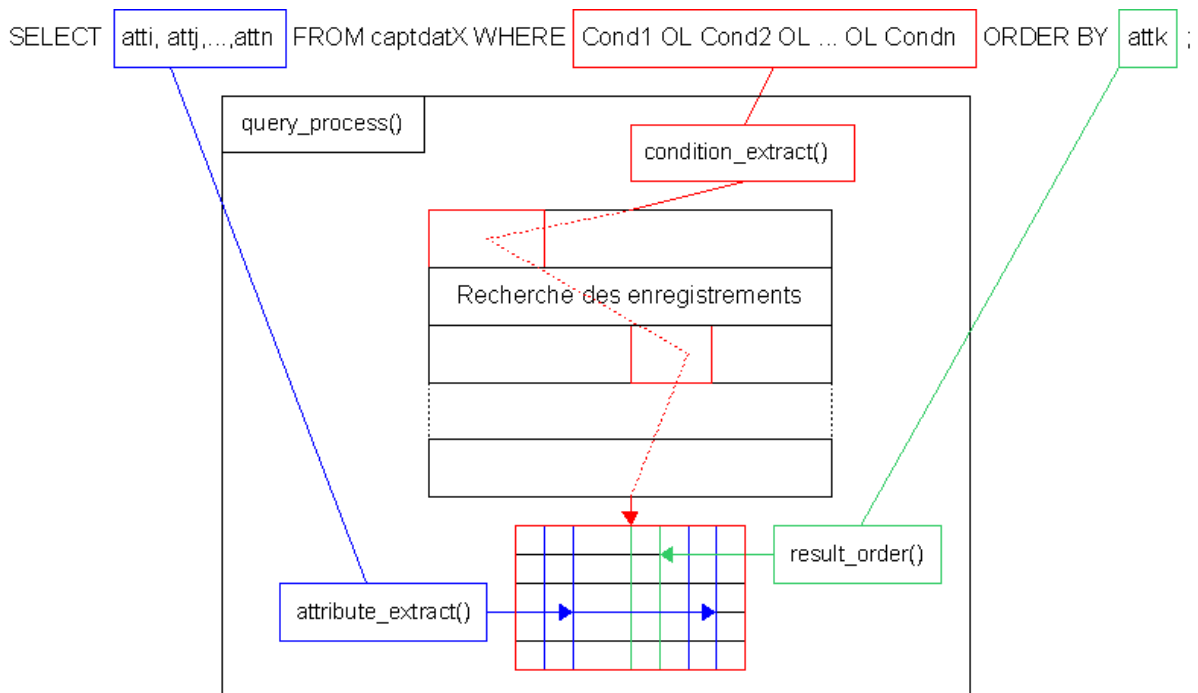 SELECT atti, attj,...,attn FROM captdatX WHERE Cond1 OL Cond2 OL ... OL Condn ORDER BY attk ;
query_process()
condition_extract()
Recherche des enregistrements
result_order()
attribute_extract()